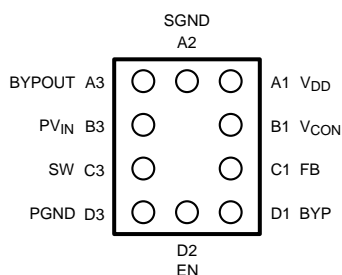 SGND
A2
BYPOUT A3 A1 VDD
PVIN B3 B1 VCON
SW C3 C1 FB
PGND D3 D1 BYP
D2
EN